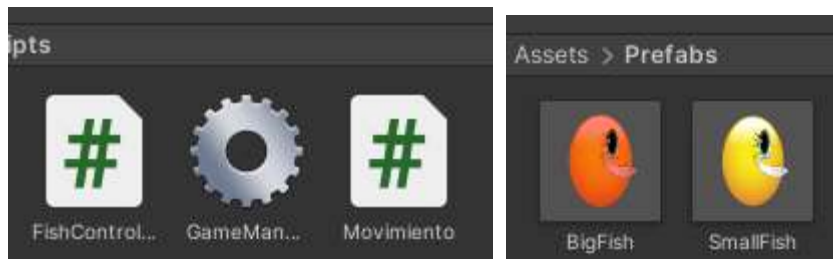 ipts
FishControl... GameMan... Movimiento
Assets > Prefabs
BigFish SmallFish